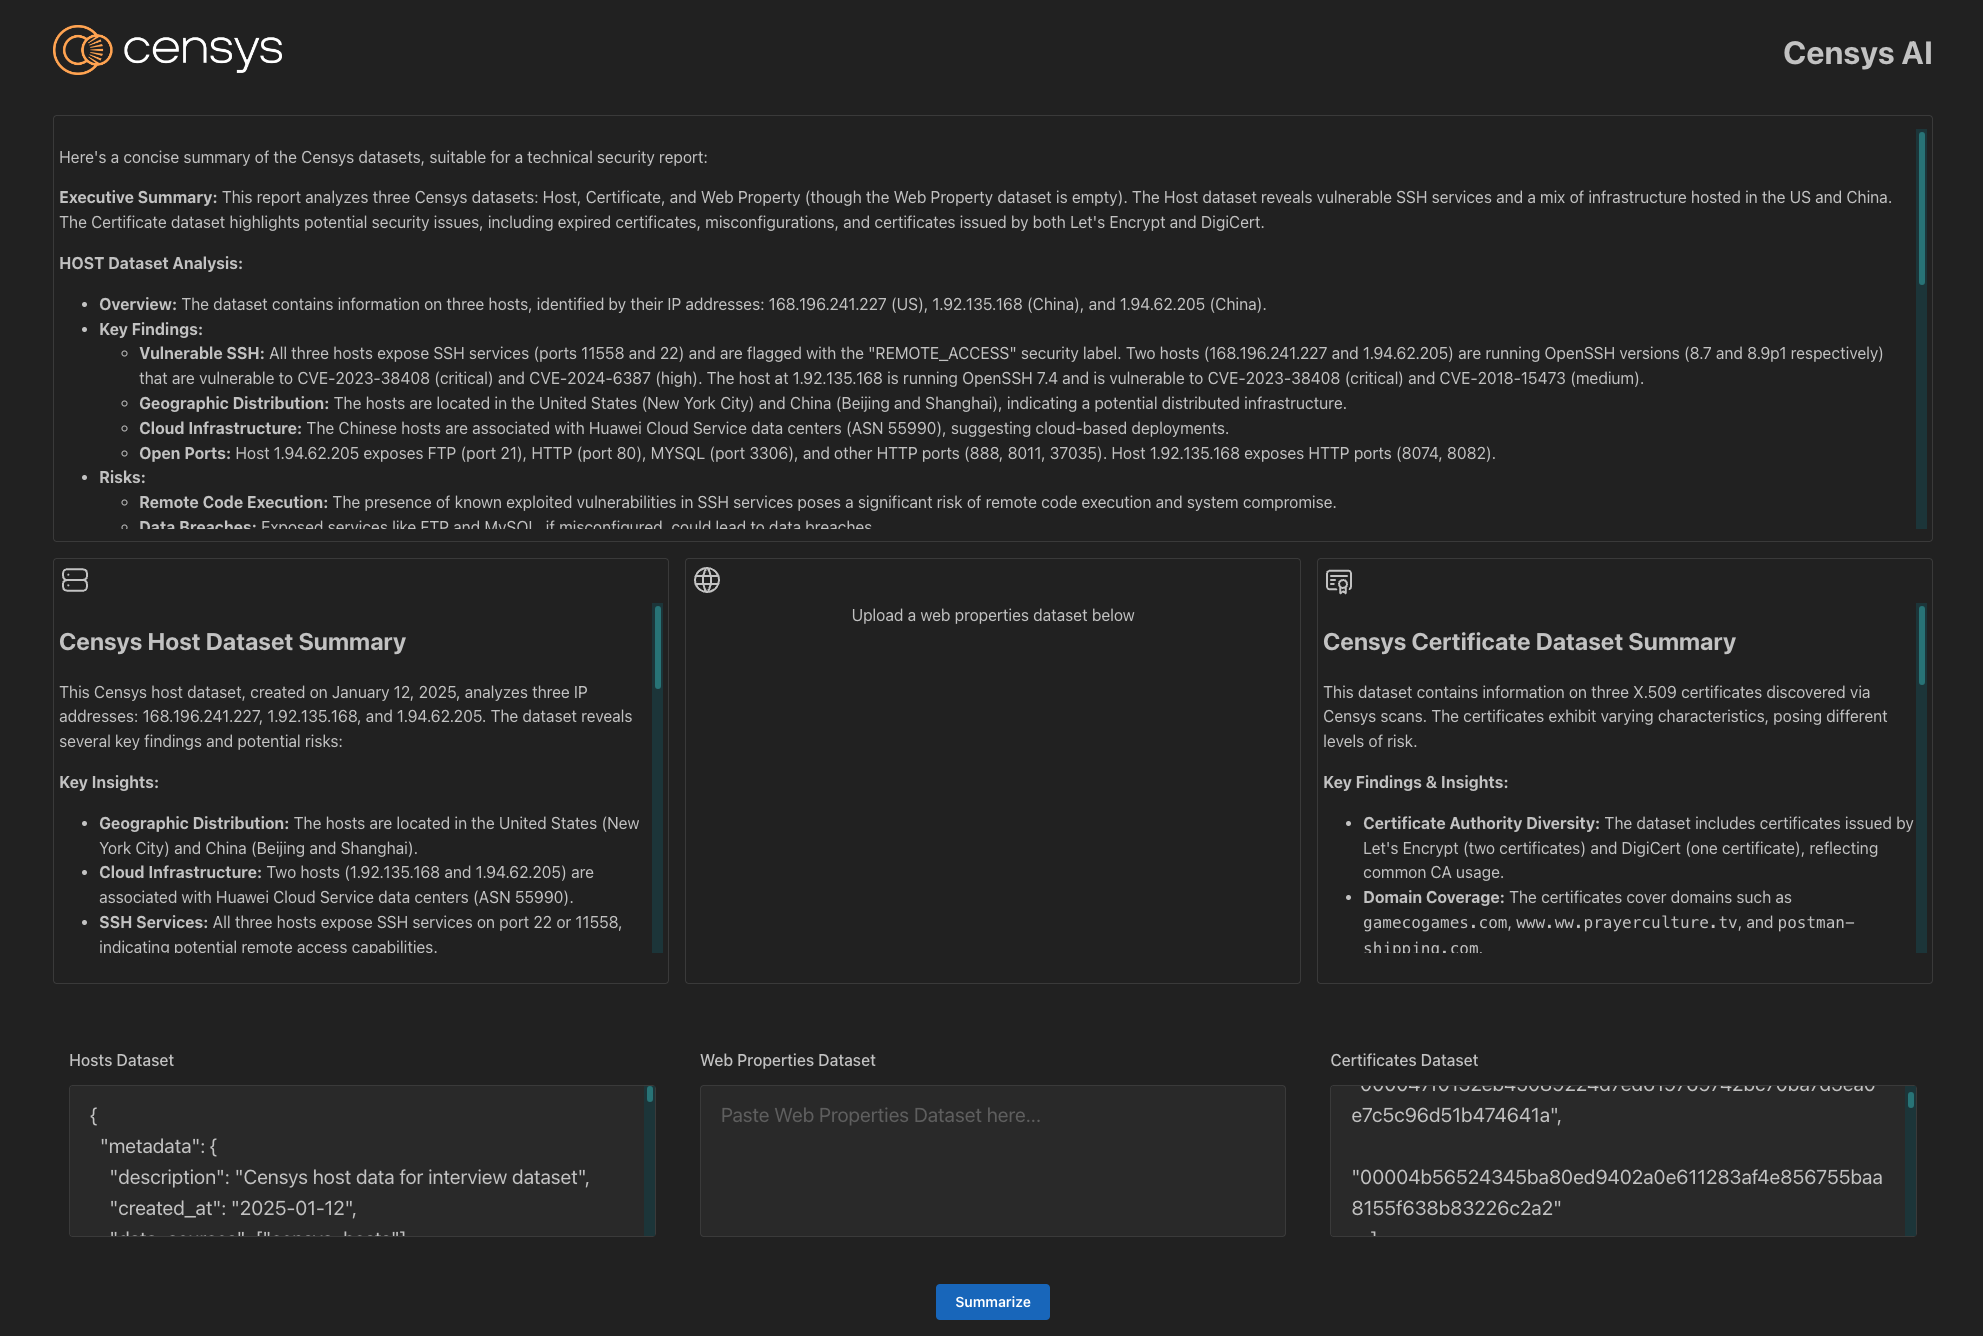 censys
Censys AI
Here's a concise summary of the Censys datasets, suitable for a technical security report:
Executive Summary: This report analyzes three Censys datasets: Host, Certificate, and Web Property (though the Web Property dataset is empty). The Host dataset reveals vulnerable SSH services and a mix of infrastructure hosted in the US and China.
The Certificate dataset highlights potential security issues, including expired certificates, misconfigurations, and certificates issued by both Let's Encrypt and DigiCert.
HOST Dataset Analysis:
• Overview: The dataset contains information on three hosts, identified by their IP addresses: 168.196.241.227 (US), 1.92.135.168 (China), and 1.94.62.205 (China).
• Key Findings:
◦ Vulnerable SSH: All three hosts expose SSH services (ports 11558 and 22) and are flagged with the "REMOTE_ACCESS" security label. Two hosts (168.196.241.227 and 1.94.62.205) are running OpenSSH versions (8.7 and 8.9p1 respectively)
that are vulnerable to CVE-2023-38408 (critical) and CVE-2024-6387 (high). The host at 1.92.135.168 is running OpenSSH 7.4 and is vulnerable to CVE-2023-38408 (critical) and CVE-2018-15473 (medium).
◦ Geographic Distribution: The hosts are located in the United States (New York City) and China (Beijing and Shanghai), indicating a potential distributed infrastructure.
◦ Cloud Infrastructure: The Chinese hosts are associated with Huawei Cloud Service data centers (ASN 55990), suggesting cloud-based deployments.
◦ Open Ports: Host 1.94.62.205 exposes FTP (port 21), HTTP (port 80), MYSQL (port 3306), and other HTTP ports (888, 8011, 37035). Host 1.92.135.168 exposes HTTP ports (8074, 8082).
• Risks:
◦ Remote Code Execution: The presence of known exploited vulnerabilities in SSH services poses a significant risk of remote code execution and system compromise.
◦ Data Breaches: Exposed services like FTP and MySQL, if misconfigured, could lead to data breaches.
Censys Host Dataset Summary
This Censys host dataset, created on January 12, 2025, analyzes three IP
addresses: 168.196.241.227, 1.92.135.168, and 1.94.62.205. The dataset reveals
several key findings and potential risks:
Key Insights:
• Geographic Distribution: The hosts are located in the United States (New
York City) and China (Beijing and Shanghai).
• Cloud Infrastructure: Two hosts (1.92.135.168 and 1.94.62.205) are
associated with Huawei Cloud Service data centers (ASN 55990).
• SSH Services: All three hosts expose SSH services on port 22 or 11558,
indicating potential remote access capabilities.
Upload a web properties dataset below
Censys Certificate Dataset Summary
This dataset contains information on three X.509 certificates discovered via
Censys scans. The certificates exhibit varying characteristics, posing different
levels of risk.
Key Findings & Insights:
• Certificate Authority Diversity: The dataset includes certificates issued by
Let's Encrypt (two certificates) and DigiCert (one certificate), reflecting
common CA usage.
• Domain Coverage: The certificates cover domains such as
gamecogames.com, www.ww.prayerculture.tv, and postman-
shipping.com.
Hosts Dataset
{
"metadata": {
"description": "Censys host data for interview dataset",
"created_at": "2025-01-12",
Web Properties Dataset
Paste Web Properties Dataset here...
Certificates Dataset
e7c5c96d51b474641a",
"00004b56524345ba80ed9402a0e611283af4e856755baa
8155f638b83226c2a2"
Summarize